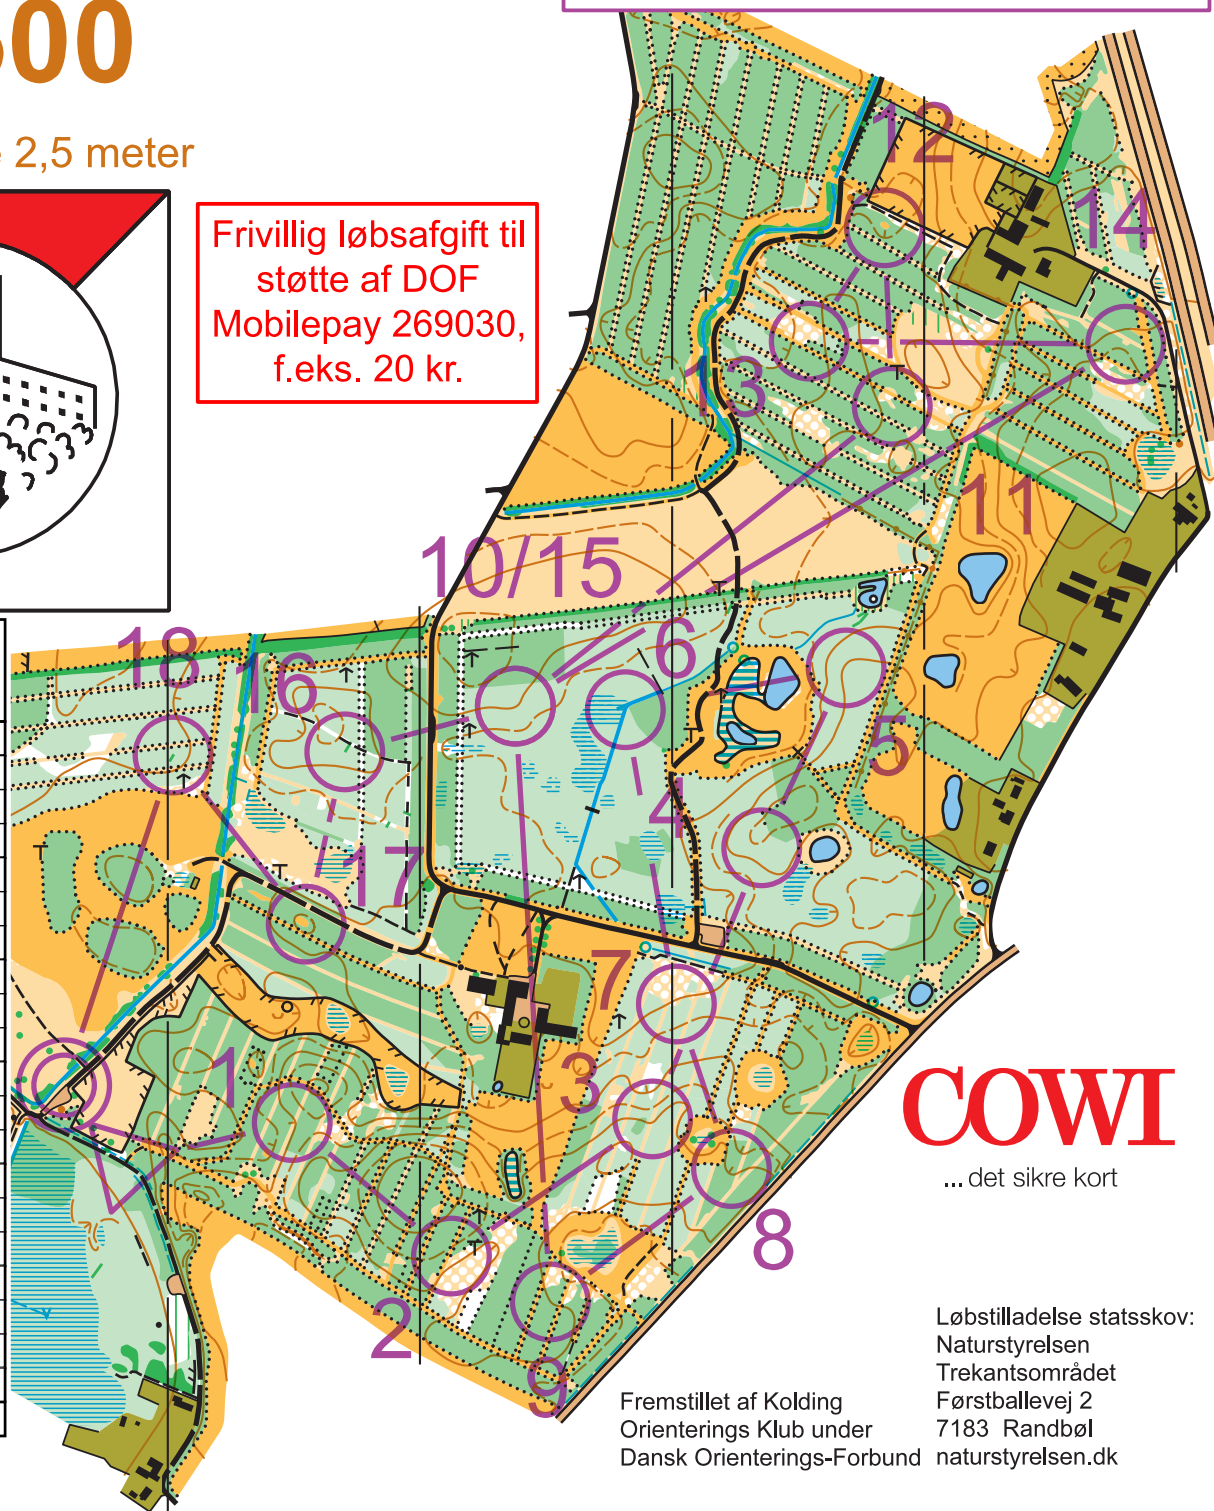 2,5 meter
Frivillig løbsafgift til
støtte af DOF
Mobilepay 269030,
f.eks. 20 kr.
12
14
13
11
10/15
18
16
6
5
4
17
7
1
3
8
2
9
COWI
... det sikre kort
Løbstilladelse statsskov:
Naturstyrelsen
Trekantsområdet
Førstballevej 2
7183 Randbøl
naturstyrelsen.dk
Fremstillet af Kolding
Orienterings Klub under
Dansk Orienterings-Forbund